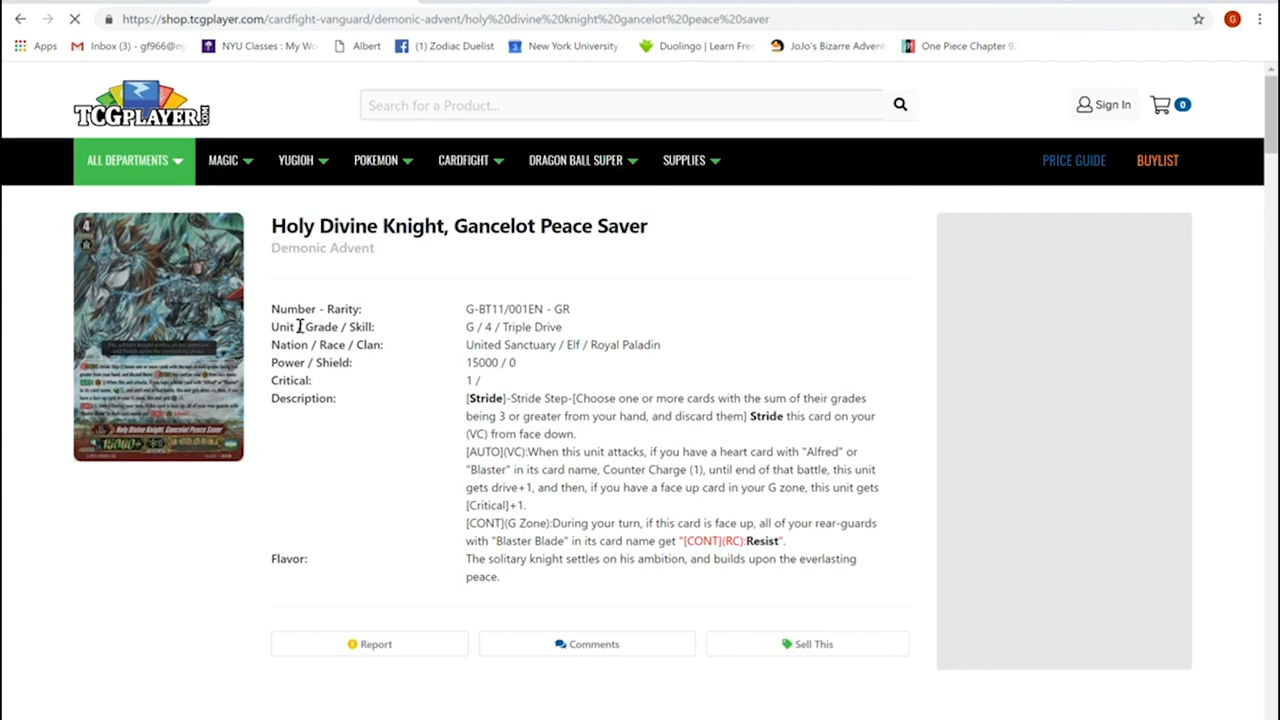 https://shop.tcgplayer.com/cardfight-vanguard/demonic-advent/holy%20divine%20knight%20gancelot%20peace%20saver
G
Apps
Inbox (3) - gf966@ny
NYU Classes : My Wo
Albert
(1) Zodiac Duelist
New York University
Duolingo | Learn Fre
JoJo's Bizarre Advent
One Piece Chapter 9
TCGPLAYER.COM
Search for a Product...
Sign In
0
ALL DEPARTMENTS
MAGIC
YUGIOH
POKEMON
CARDFIGHT
DRAGON BALL SUPER
SUPPLIES
PRICE GUIDE
BUYLIST
4
Holy Divine Knight, Gancelot Peace Saver
15000+
Holy Divine Knight, Gancelot Peace Saver
Demonic Advent
Number - Rarity: G-BT11/001EN - GR
Unit / Grade / Skill: G / 4 / Triple Drive
Nation / Race / Clan: United Sanctuary / Elf / Royal Paladin
Power / Shield: 15000 / 0
Critical: 1 /
Description: [Stride]-Stride Step-[Choose one or more cards with the sum of their grades
being 3 or greater from your hand, and discard them] Stride this card on your
(VC) from face down.
[AUTO](VC):When this unit attacks, if you have a heart card with "Alfred" or
"Blaster" in its card name, Counter Charge (1), until end of that battle, this unit
gets drive+1, and then, if you have a face up card in your G zone, this unit gets
[Critical]+1.
[CONT](G Zone):During your turn, if this card is face up, all of your rear-guards
with "Blaster Blade" in its card name get "[CONT](RC):Resist".
Flavor: The solitary knight settles on his ambition, and builds upon the everlasting
peace.
Report
Comments
Sell This